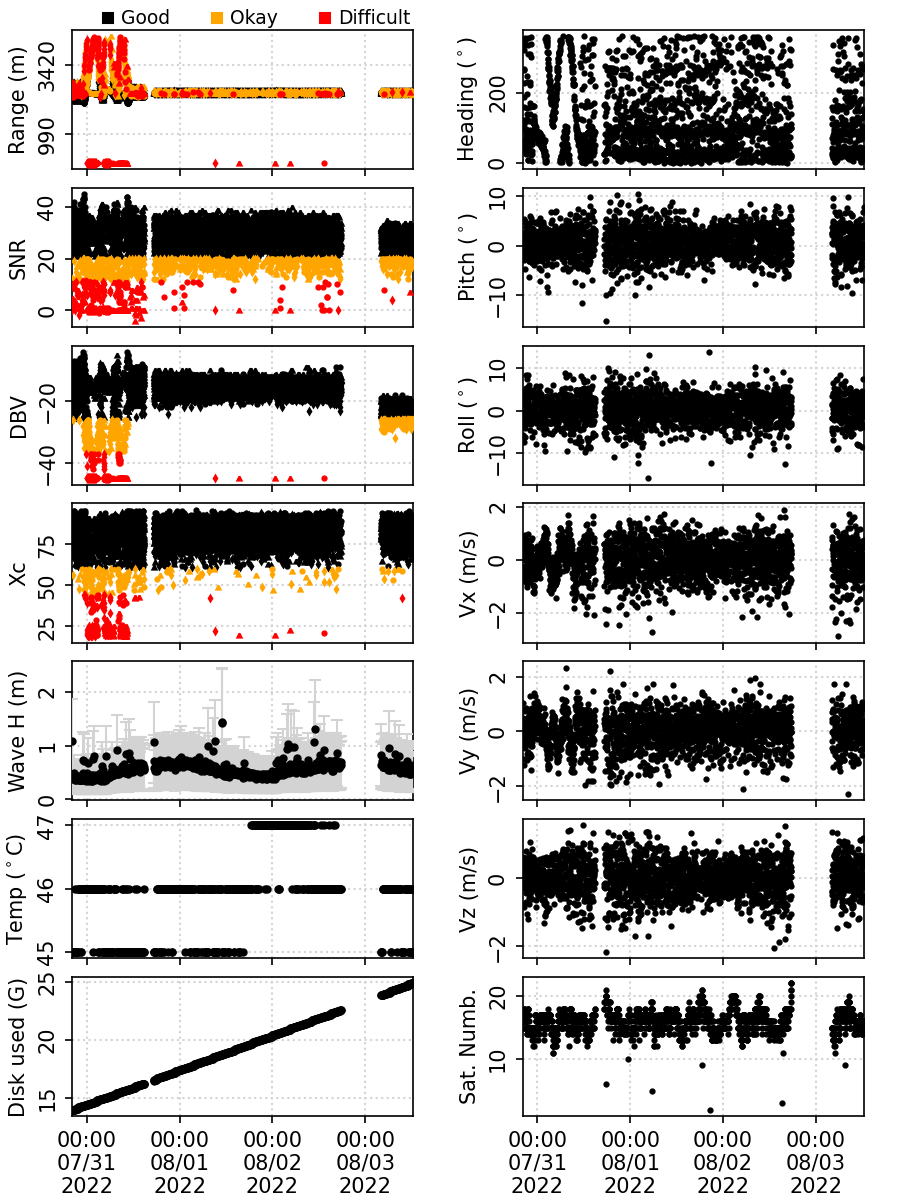 Good Okay Difficult
Range (m)
3420
990
Heading (°)
200
0
SNR
40
20
0
Pitch (°)
10
0
−10
DBV
−20
−40
Roll (°)
10
0
−10
Xc
75
50
25
Vx (m/s)
2
0
−2
Wave H (m)
2
1
0
Vy (m/s)
2
0
−2
Temp (°C)
47
46
45
Vz (m/s)
0
−2
Disk used (G)
25
20
15
Sat. Numb.
20
10
00:00 00:00 00:00 00:00
07/31 08/01 08/02 08/03
2022 2022 2022 2022
00:00 00:00 00:00 00:00
07/31 08/01 08/02 08/03
2022 2022 2022 2022